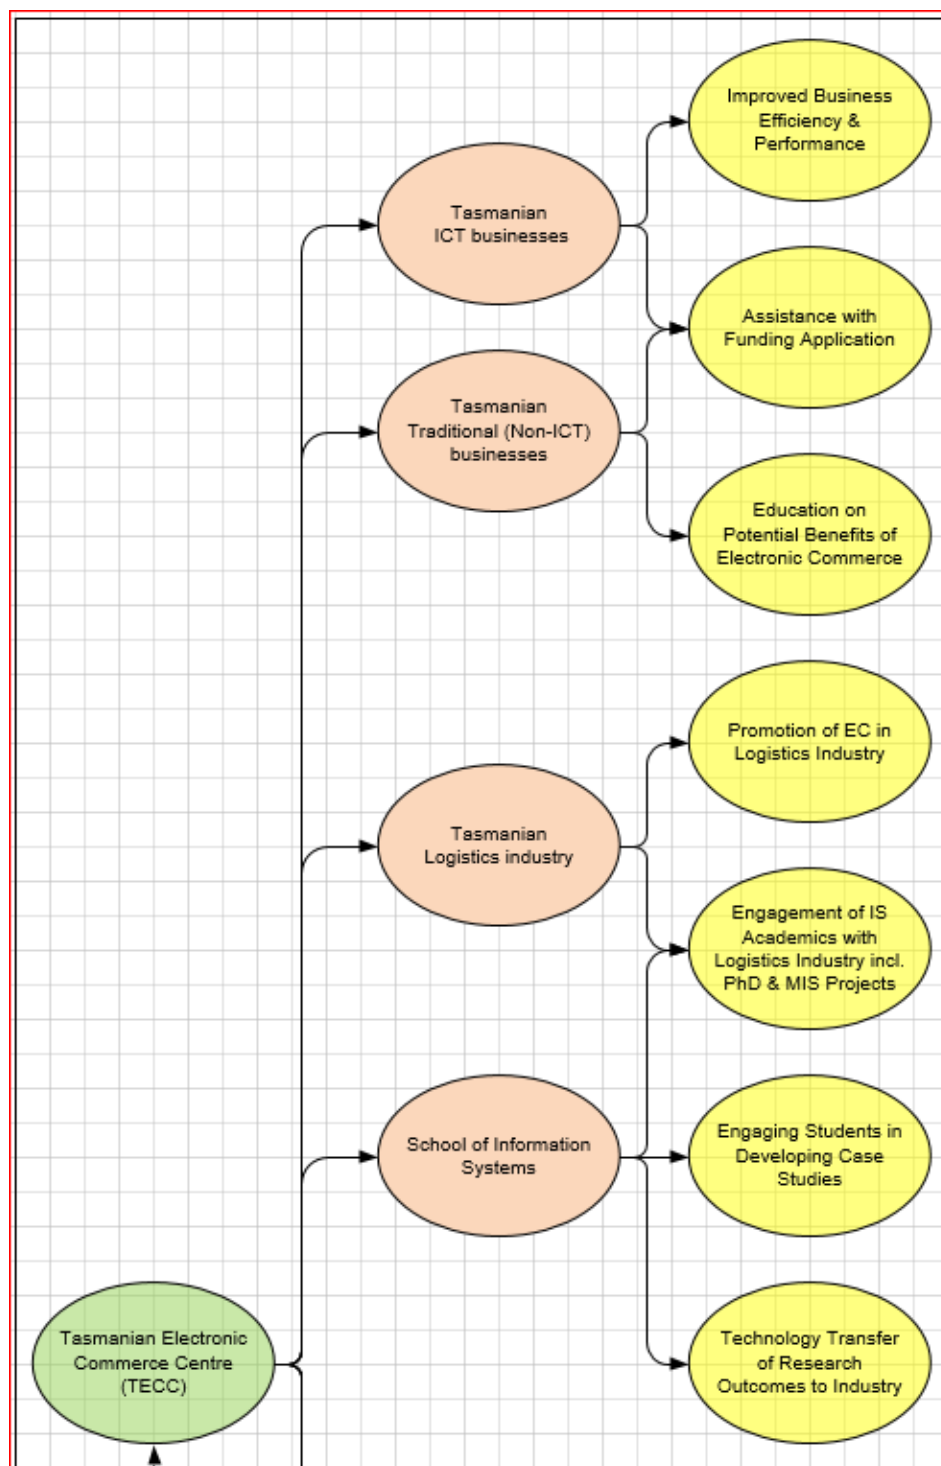 Improved Business
Efficiency &
Performance
Tasmanian
ICT businesses
Assistance with
Funding Application
Tasmanian
Traditional (Non-ICT)
businesses
Education on
Potential Benefits of
Electronic Commerce
Promotion of EC in
Logistics Industry
Tasmanian
Logistics industry
Engagement of IS
Academics with
Logistics Industry incl.
PhD & MIS Projects
School of Information
Systems
Engaging Students in
Developing Case
Studies
Tasmanian Electronic
Commerce Centre
(TECC)
Technology Transfer
of Research
Outcomes to Industry